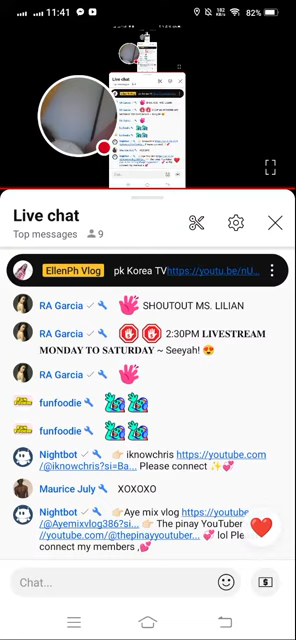 11:41
182 KB/s 82%
Live chat
Top messages 9
EllenPh Vlog pk Korea TVhttps://youtu.be/nU...
RA Garcia SHOUTOUT MS. LILIAN
RA Garcia 2:30PM LIVESTREAM
MONDAY TO SATURDAY ~ Seeyah!
RA Garcia
funfoodie
funfoodie
Nightbot iknowchris https://youtube.com
/@iknowchris?si=Ba... Please connect
Maurice July XOXOXO
Nightbot Aye mix vlog https://youtube
/@Ayemixvlog386?si... The pinay YouTuber
//youtube.com/@thepinayyoutuber lol Ple
connect my members ,
Chat...